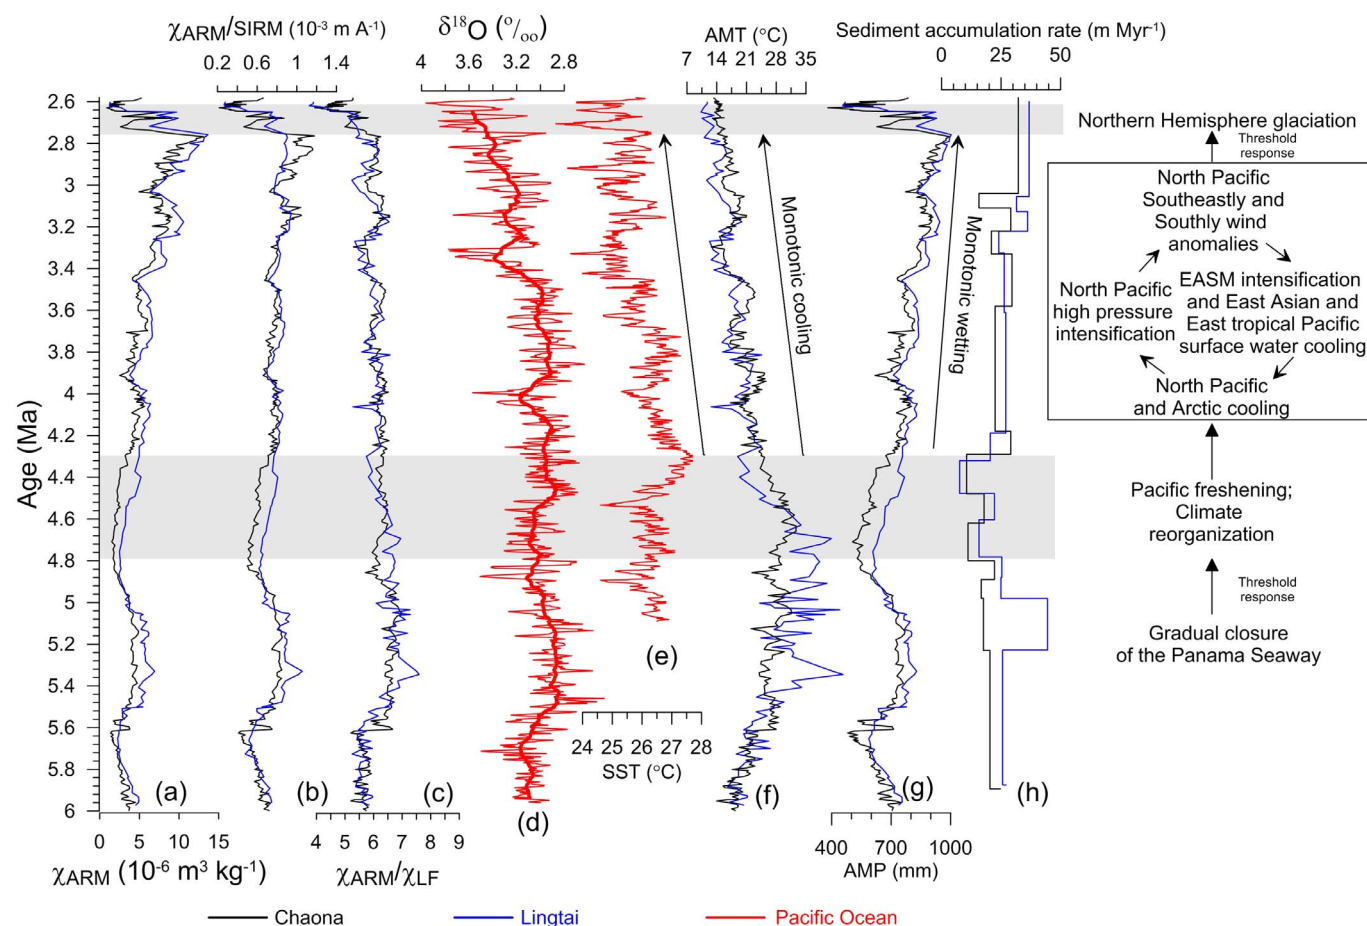 χARM/SIRM (10-3 m A-1)
0.2 0.6 1 1.4
δ18O (o/oo)
4 3.6 3.2 2.8
AMT (°C)
7 14 21 28 35
Sediment accumulation rate (m Myr-1)
0 25 50
Age (Ma)
2.6
2.8
3
3.2
3.4
3.6
3.8
4
4.2
4.4
4.6
4.8
5
5.2
5.4
5.6
5.8
6
Monotonic cooling
Monotonic wetting
Northern Hemisphere glaciation
Threshold
response
North Pacific
Southeastly and
Southly wind
anomalies
North Pacific
high pressure
intensification
EASM intensification
and East Asian and
East tropical Pacific
surface water cooling
North Pacific
and Arctic cooling
Pacific freshening;
Climate
reorganization
Threshold
response
Gradual closure
of the Panama Seaway
(a) (b) (c) (d) (e) (f) (g) (h)
24 25 26 27 28
SST (°C)
0 5 10 15
χARM (10-6 m3 kg-1)
4 5 6 7 8 9
χARM/χLF
400 700 1000
AMP (mm)
Chaona Lingtai Pacific Ocean